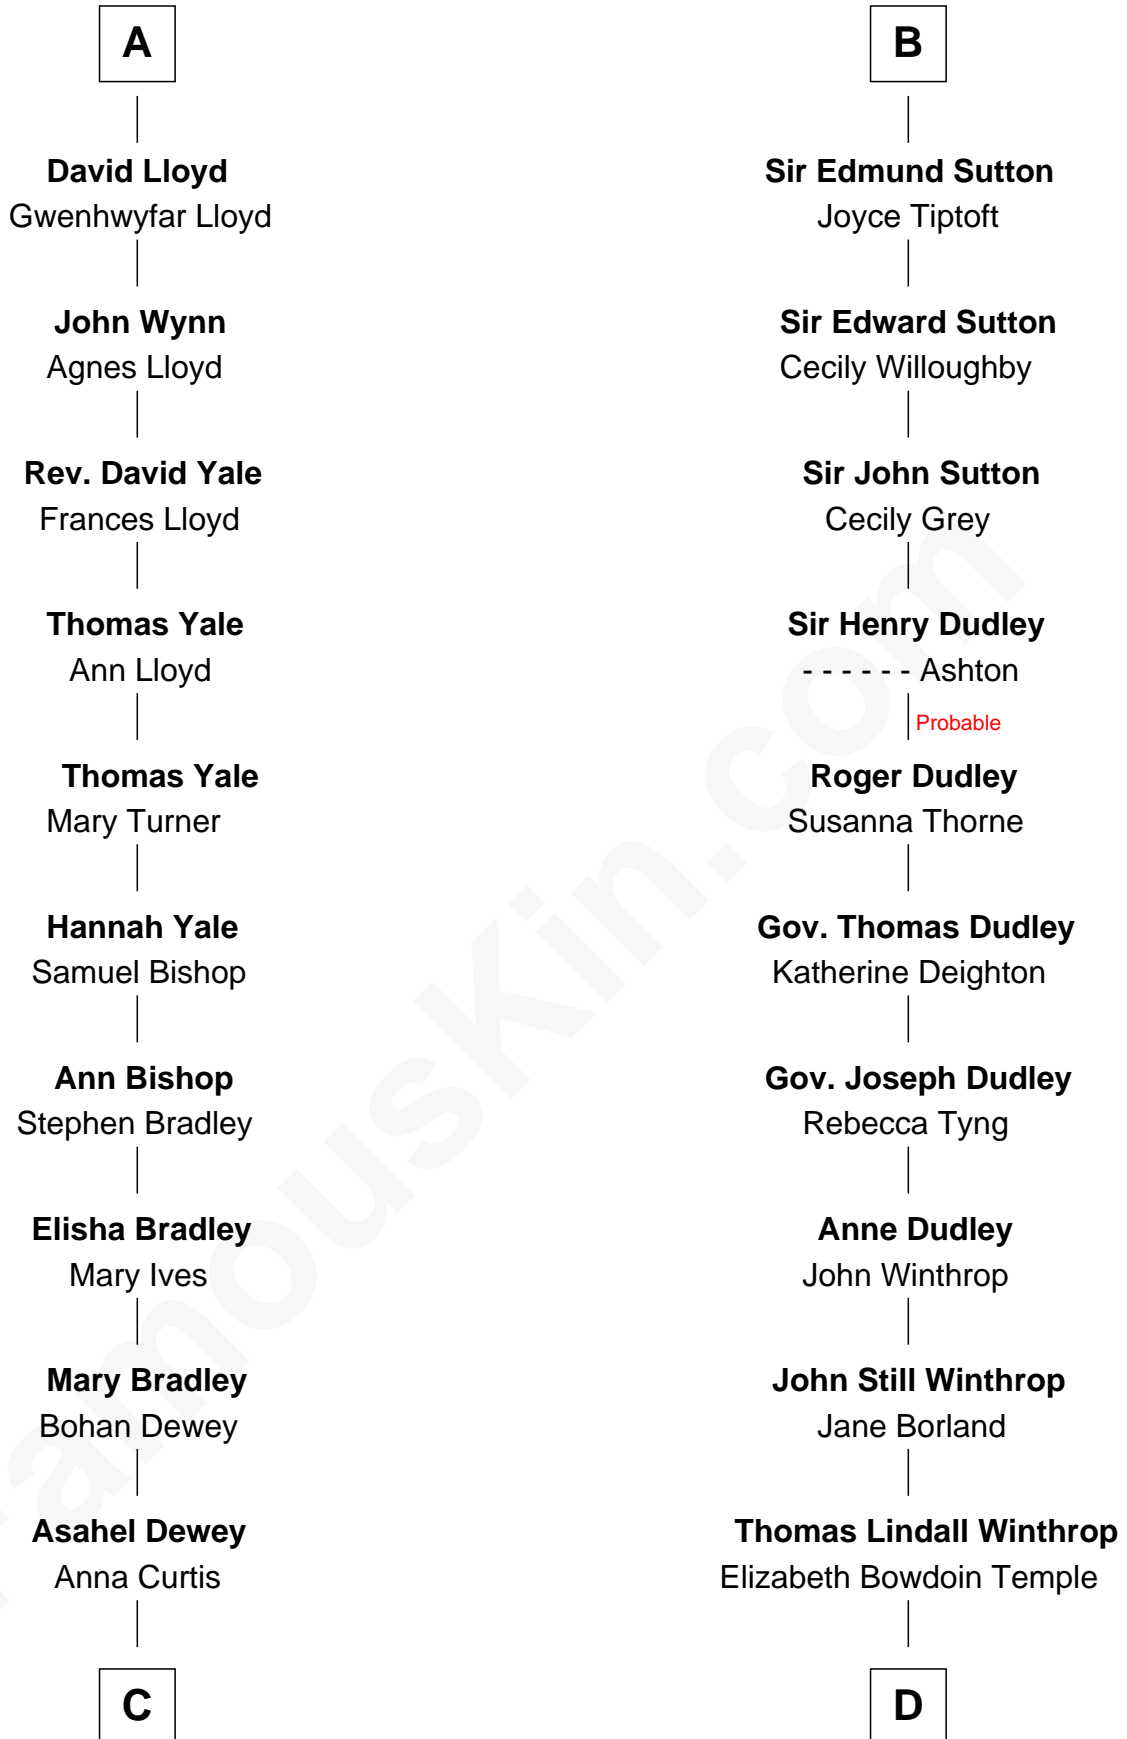 A
David Lloyd
Gwenhwyfar Lloyd
John Wynn
Agnes Lloyd
Rev. David Yale
Frances Lloyd
Thomas Yale
Ann Lloyd
Thomas Yale
Mary Turner
Hannah Yale
Samuel Bishop
Ann Bishop
Stephen Bradley
Elisha Bradley
Mary Ives
Mary Bradley
Bohan Dewey
Asahel Dewey
Anna Curtis
C
B
Sir Edmund Sutton
Joyce Tiptoft
Sir Edward Sutton
Cecily Willoughby
Sir John Sutton
Cecily Grey
Sir Henry Dudley
- - - - - - Ashton
Probable
Roger Dudley
Susanna Thorne
Gov. Thomas Dudley
Katherine Deighton
Gov. Joseph Dudley
Rebecca Tyng
Anne Dudley
John Winthrop
John Still Winthrop
Jane Borland
Thomas Lindall Winthrop
Elizabeth Bowdoin Temple
D
FamousKin.com